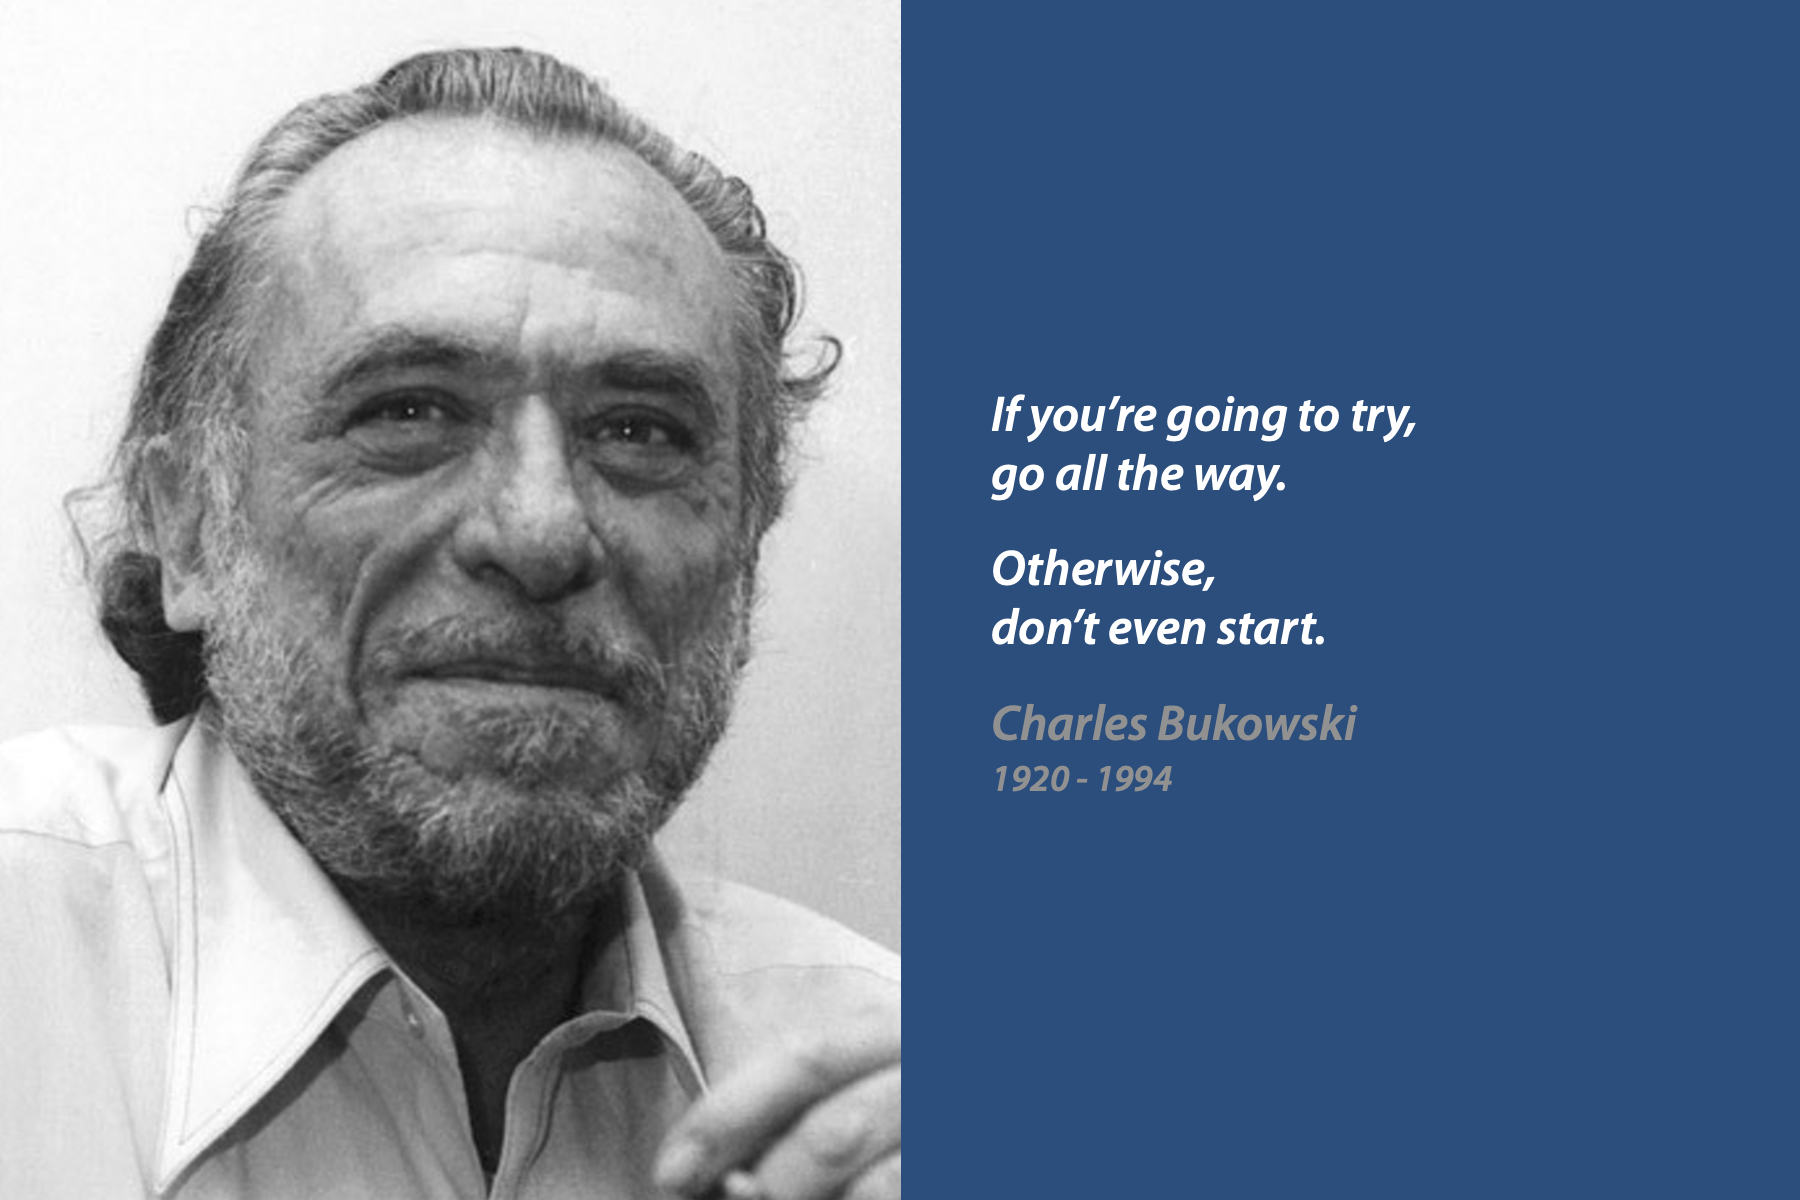 If you’re going to try,
go all the way.
Otherwise,
don’t even start.
Charles Bukowski
1920 - 1994